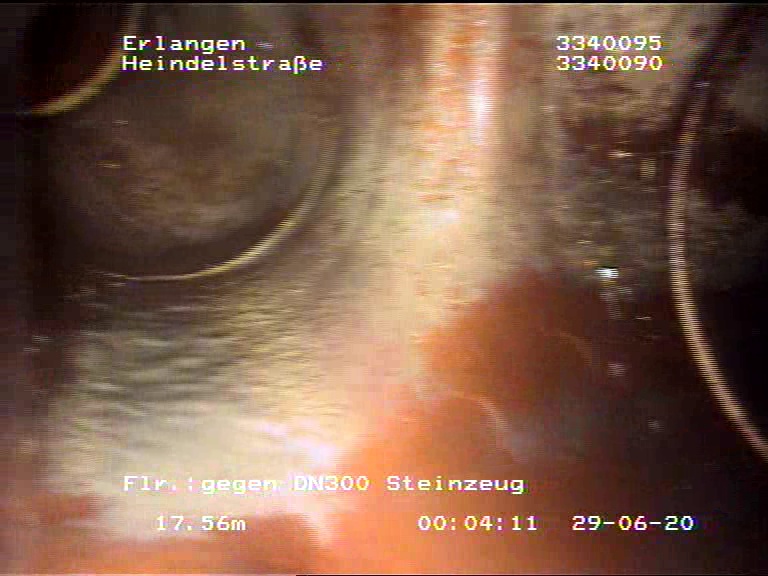 Erlangen 3340095
Heindelstraße 3340090
Flr.:gegen DN300 Steinzeug
17.56m 00:04:11 29-06-20